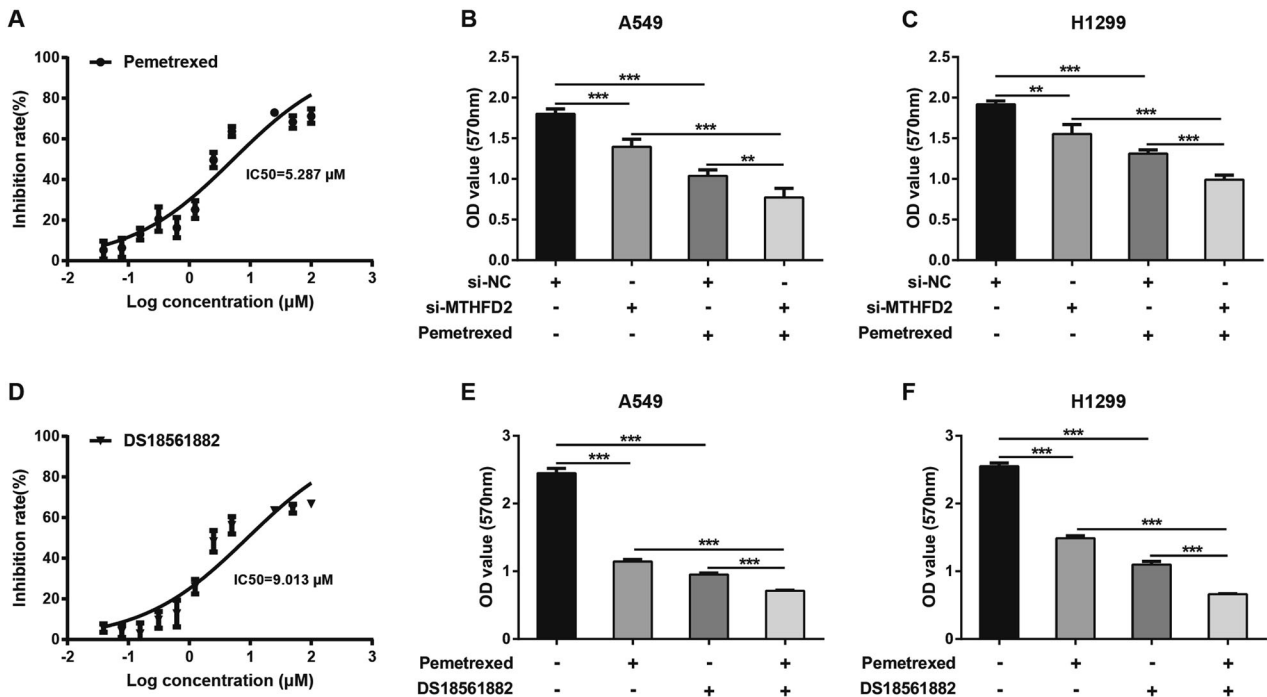 A
Pemetrexed
Inhibition rate(%)
100
80
60
40
20
0
IC50=5.287 μM
-2 -1 0 1 2 3
Log concentration (μM)
B
A549
OD value (570nm)
2.5
2.0
1.5
1.0
0.5
0.0
***
***
***
**
si-NC + - + -
si-MTHFD2 - + - +
Pemetrexed - - + +
C
H1299
OD value (570nm)
2.5
2.0
1.5
1.0
0.5
0.0
***
**
***
***
si-NC + - + -
si-MTHFD2 - + - +
Pemetrexed - - + +
D
DS18561882
Inhibition rate(%)
100
80
60
40
20
0
IC50=9.013 μM
-2 -1 0 1 2 3
Log concentration (μM)
E
A549
OD value (570nm)
3
2
1
0
***
***
***
***
Pemetrexed - + - +
DS18561882 - - + +
F
H1299
OD value (570nm)
3
2
1
0
***
***
***
***
Pemetrexed - + - +
DS18561882 - - + +